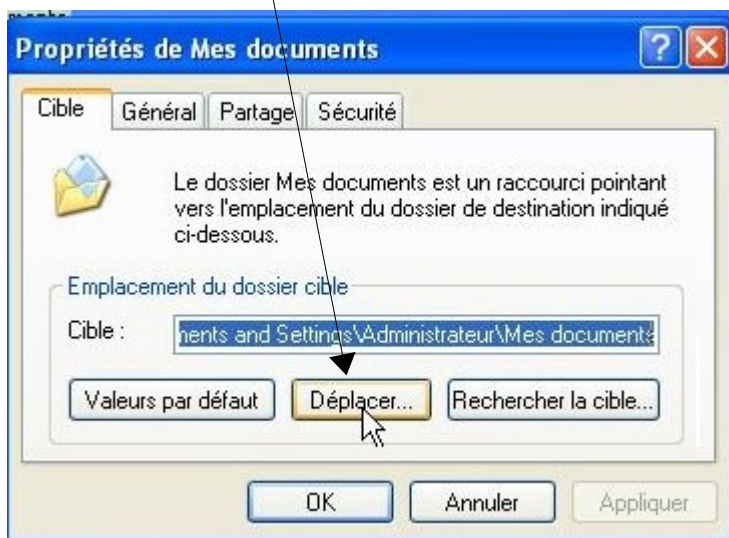 Propriétés de Mes documents
Cible Général Partage Sécurité
Le dossier Mes documents est un raccourci pointant
vers l'emplacement du dossier de destination indiqué
ci-dessous.
Emplacement du dossier cible
Cible : ments and Settings\Administrateur\Mes documents
Valeurs par défaut Déplacer... Rechercher la cible...
OK Annuler Appliquer